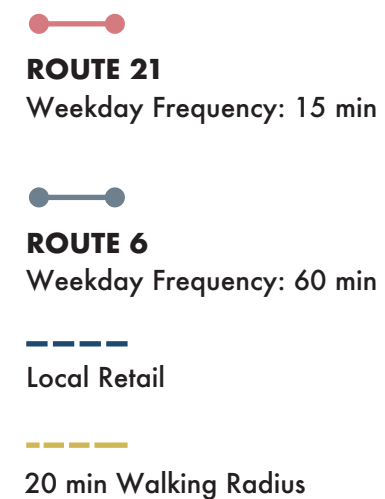 ROUTE 21
Weekday Frequency: 15 min
ROUTE 6
Weekday Frequency: 60 min
Local Retail
20 min Walking Radius